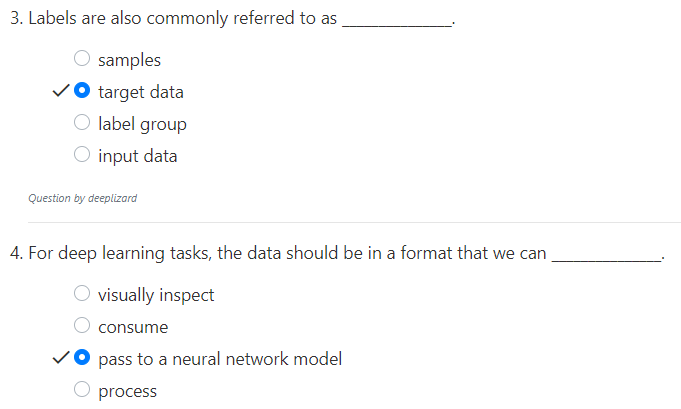 3. Labels are also commonly referred to as _____________.
samples
target data
label group
input data
Question by deeplizard
4. For deep learning tasks, the data should be in a format that we can _____________.
visually inspect
consume
pass to a neural network model
process